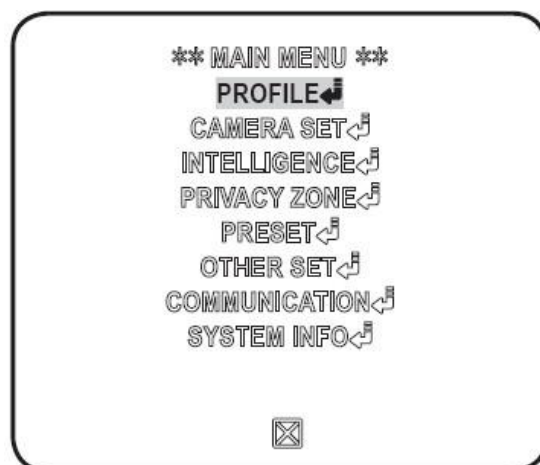 ** MAIN MENU **
PROFILE↲
CAMERA SET↲
INTELLIGENCE↲
PRIVACY ZONE↲
PRESET↲
OTHER SET↲
COMMUNICATION↲
SYSTEM INFO↲